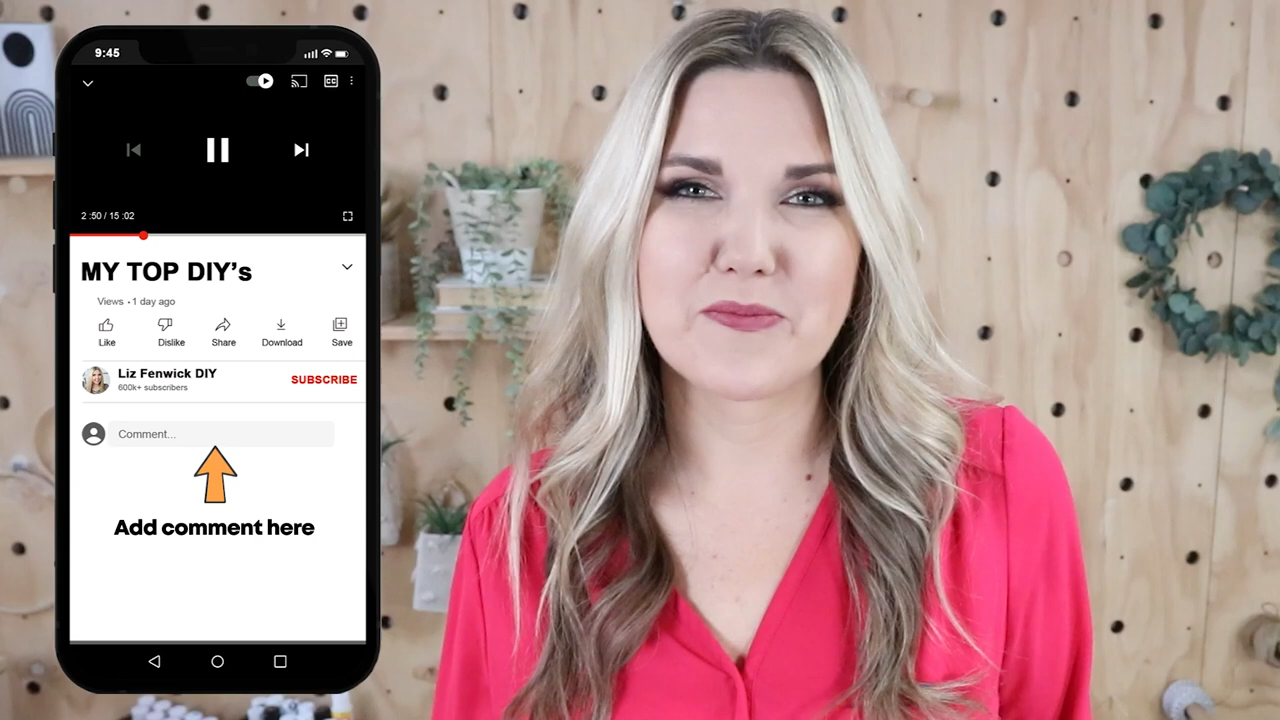 9:45
CC
2 :50 / 15 :02
MY TOP DIY’s
Views • 1 day ago
Like Dislike Share Download Save
Liz Fenwick DIY
600k+ subscribers
SUBSCRIBE
Comment...
Add comment here